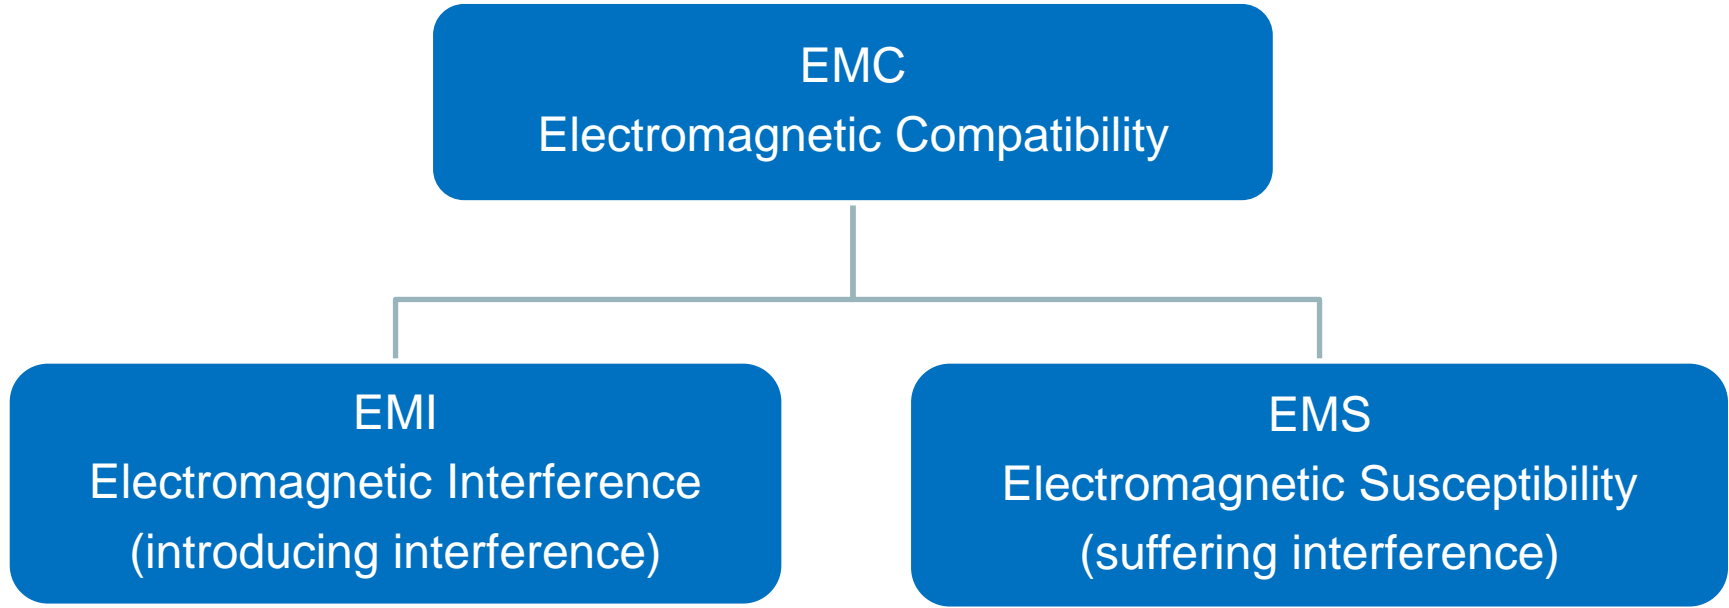 EMC
Electromagnetic Compatibility
EMI
Electromagnetic Interference
(introducing interference)
EMS
Electromagnetic Susceptibility
(suffering interference)